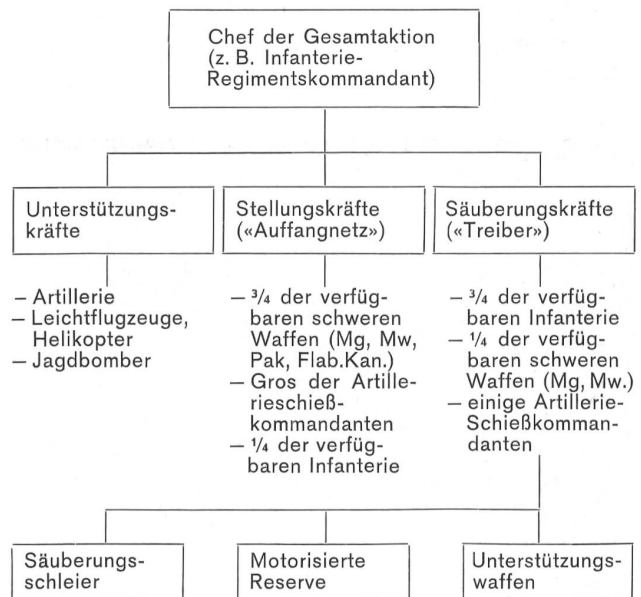 Chef der Gesamtaktion
(z. B. Infanterie-
Regimentskommandant)
Unterstützungs-
kräfte
Stellungskräfte
(«Auffangnetz»)
Säuberungskräfte
(«Treiber»)
— Artillerie
— Leichtflugzeuge,
Helikopter
— Jagdbomber
— ³/₄ der verfüg-
baren schweren
Waffen (Mg, Mw,
Pak, Flab.Kan.)
— Gros der Artille-
rieschieß-
kommandanten
— ¹/₄ der verfüg-
baren Infanterie
— ³/₄ der verfüg-
baren Infanterie
— ¹/₄ der verfüg-
baren schweren
Waffen (Mg, Mw.)
— einige Artillerie-
Schießkomman-
danten
Säuberungs-
schleier
Motorisierte
Reserve
Unterstützungs-
waffen